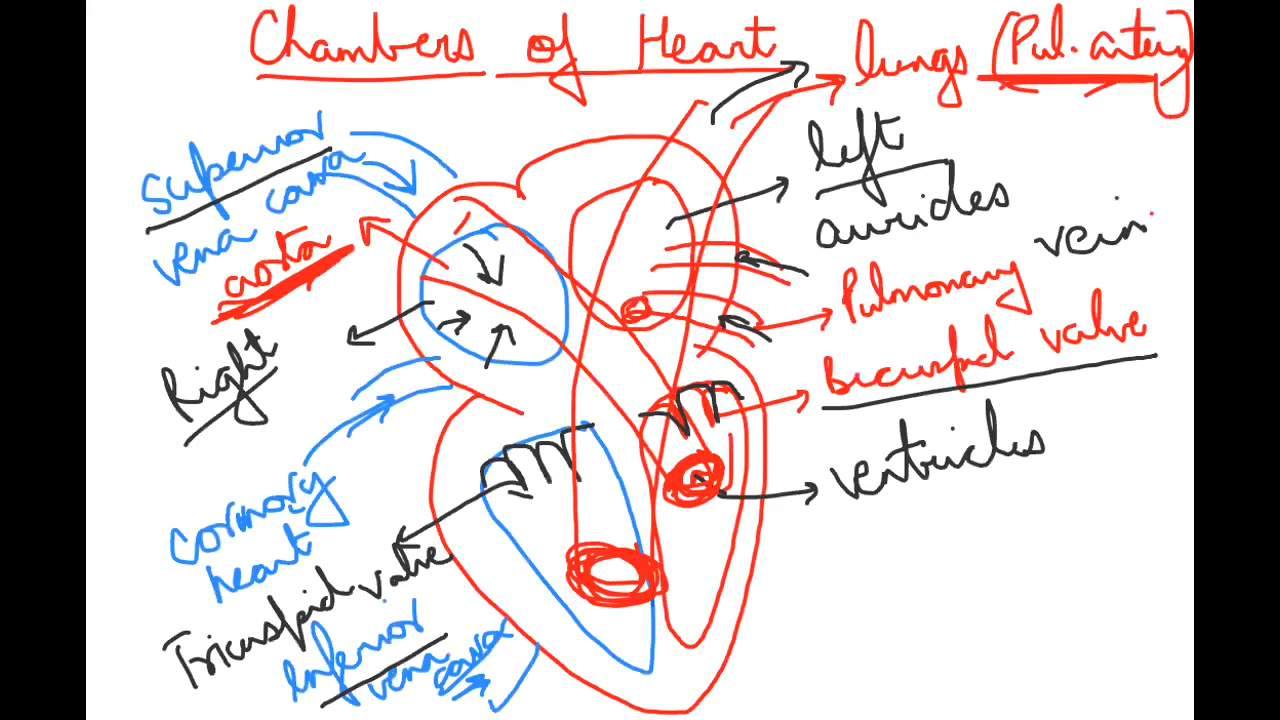 Chambers of Heart
lungs (Pul. artery)
Superior
vena cava
aorta
left
auricles
vein
Pulmonary
Right
bicuspid valve
ventricles
coronory
heart
Tricuspid valve
Inferior
vena cava